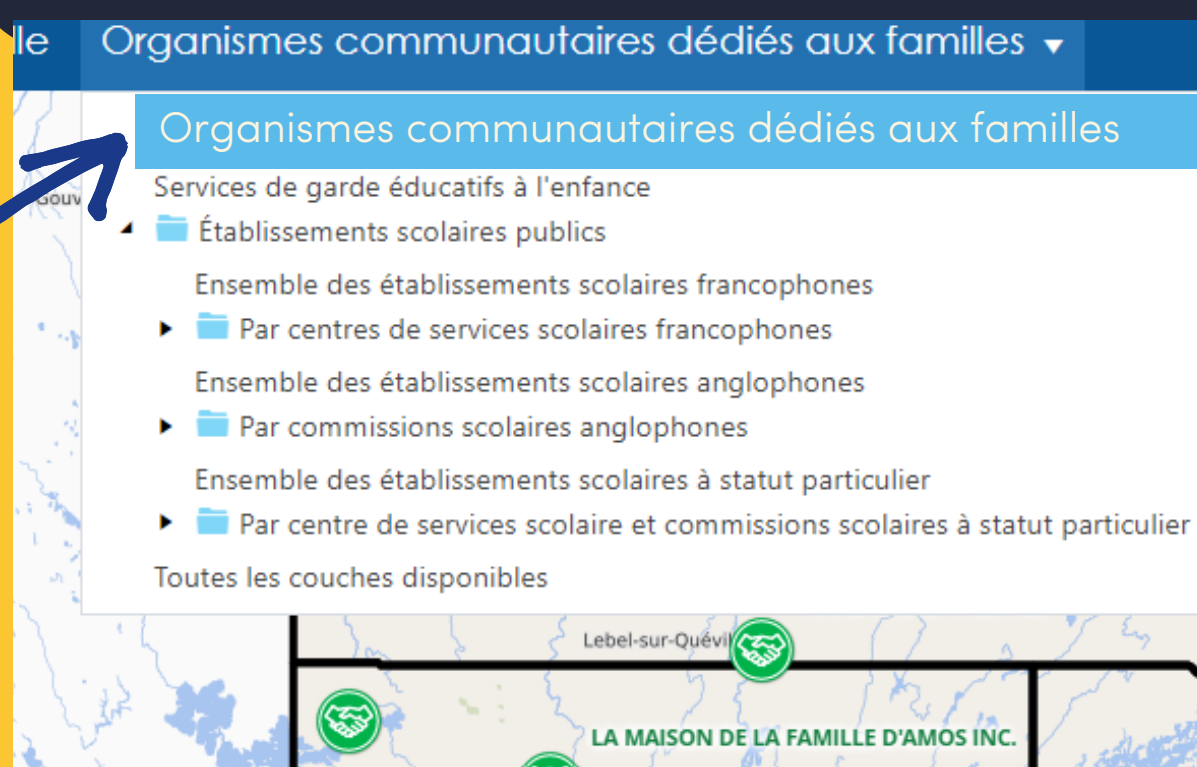 lle Organismes communautaires dédiés aux familles
Organismes communautaires dédiés aux familles
Services de garde éducatifs à l'enfance
Établissements scolaires publics
Ensemble des établissements scolaires francophones
Par centres de services scolaires francophones
Ensemble des établissements scolaires anglophones
Par commissions scolaires anglophones
Ensemble des établissements scolaires à statut particulier
Par centre de services scolaire et commissions scolaires à statut particulier
Toutes les couches disponibles
Lebel-sur-Quévil
LA MAISON DE LA FAMILLE D'AMOS INC.